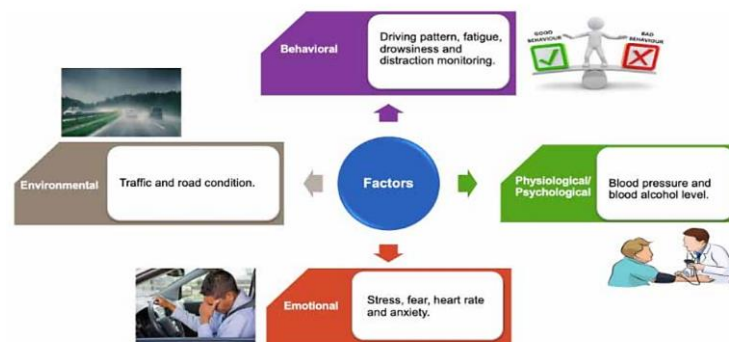 Behavioral
Driving pattern, fatigue,
drowsiness and
distraction monitoring.
GOOD
BEHAVIOUR
BAD
BEHAVIOUR
Environmental
Traffic and road condition.
Factors
Physiological/
Psychological
Blood pressure and
blood alcohol level.
Emotional
Stress, fear, heart rate
and anxiety.